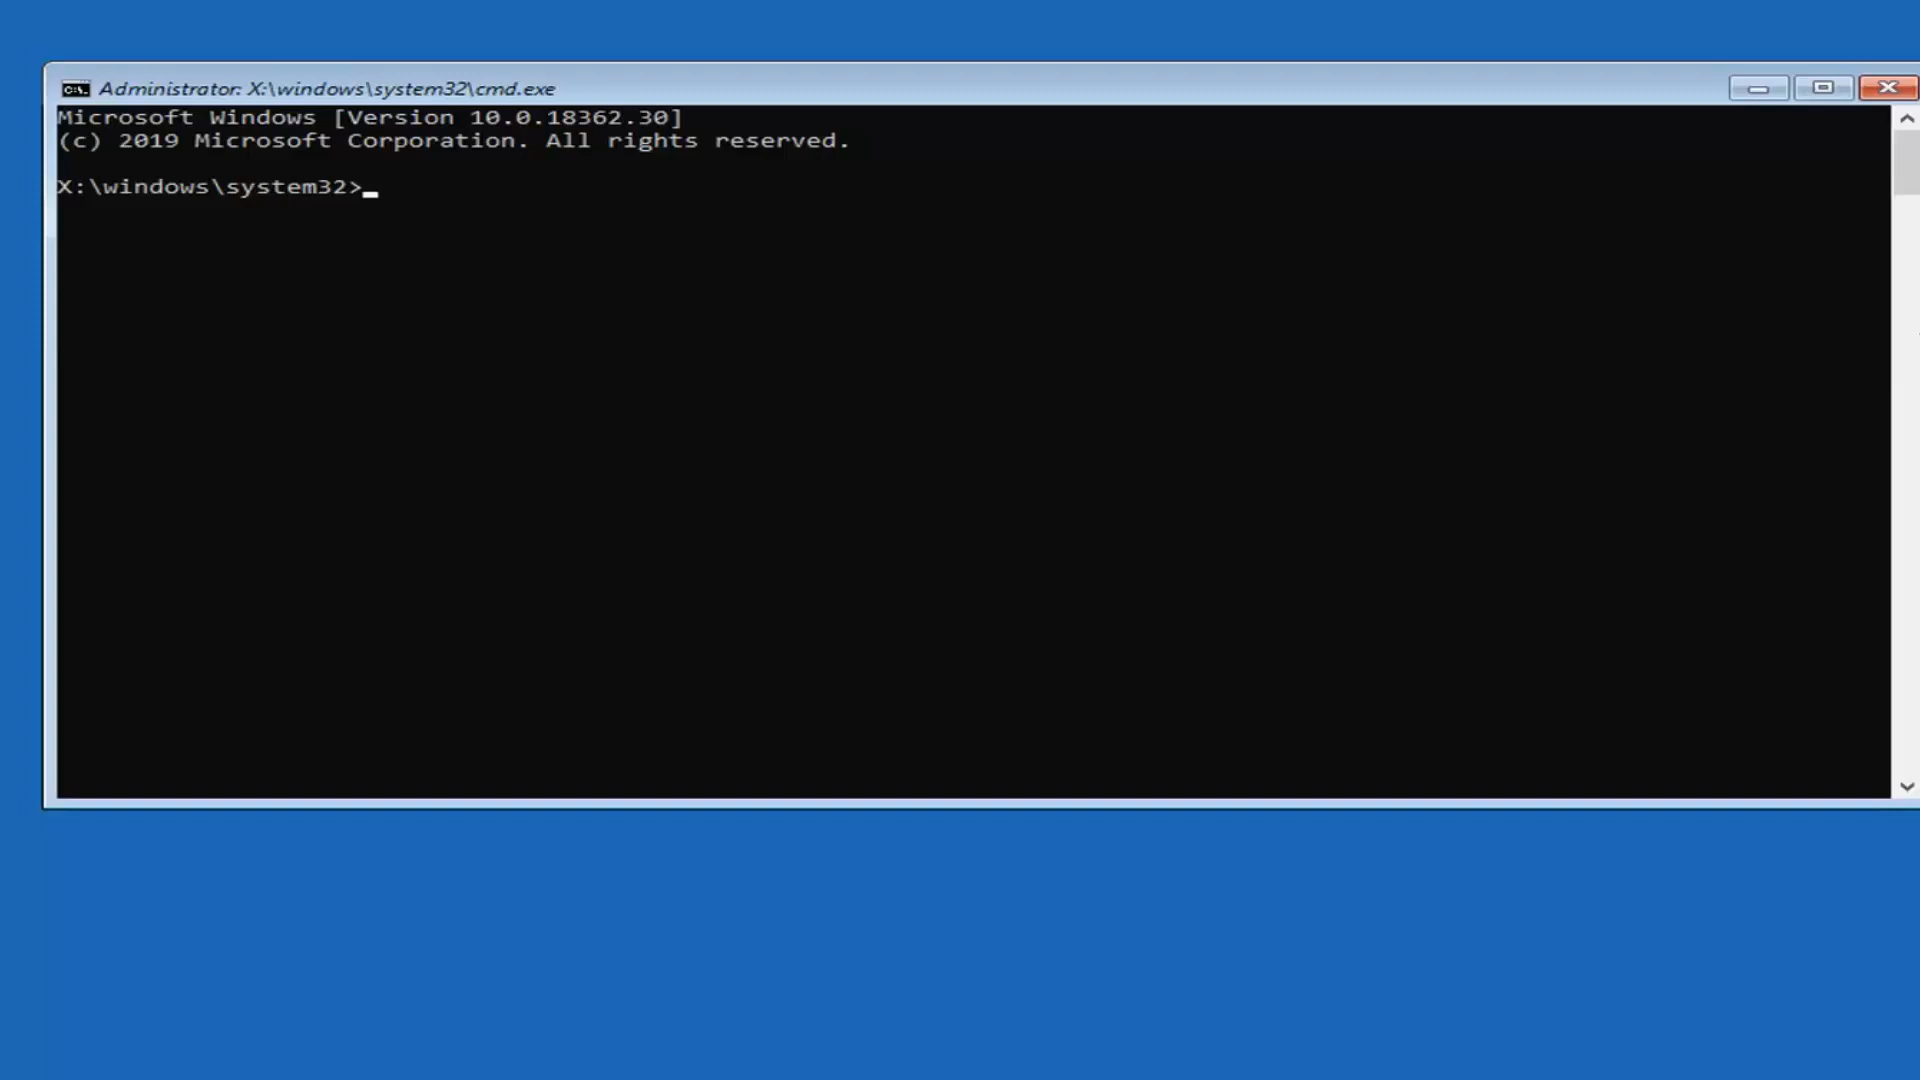 Administrator: X:\windows\system32\cmd.exe
Microsoft Windows [Version 10.0.18362.30]
(c) 2019 Microsoft Corporation. All rights reserved.
X:\windows\system32>